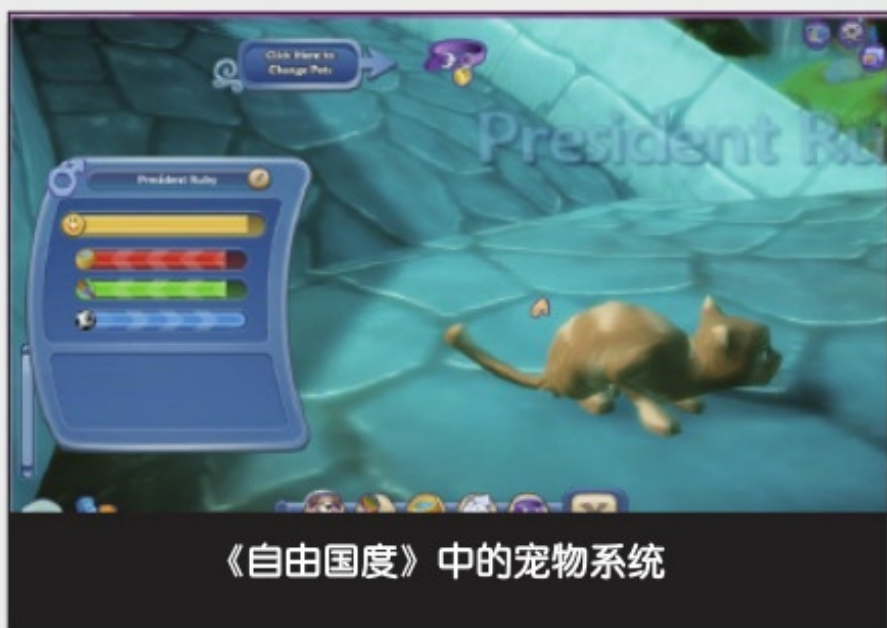 Click Here to
Change Pets
President Ru
President Ruby
《自由国度》中的宠物系统